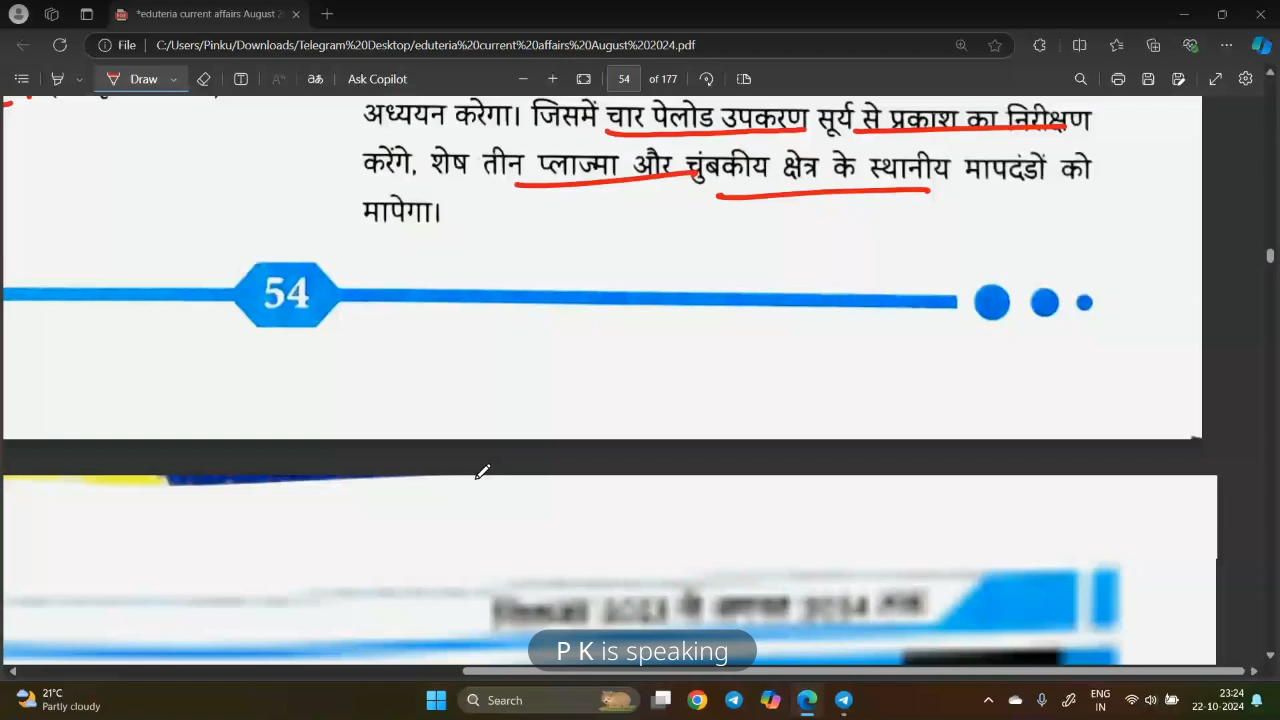 *eduteria current affairs August 2
File
C:/Users/Pinku/Downloads/Telegram%20Desktop/eduteria%20current%20affairs%20August%202024.pdf
Draw
Ask Copilot
54 of 177
अध्ययन करेगा। जिसमें चार पेलोड उपकरण सूर्य से प्रकाश का निरीक्षण
करेंगे, शेष तीन प्लाज्मा और चुंबकीय क्षेत्र के स्थानीय मापदंडों को
मापेगा।
54
P K is speaking
21°C
Partly cloudy
Search
ENG
IN
23:24
22-10-2024